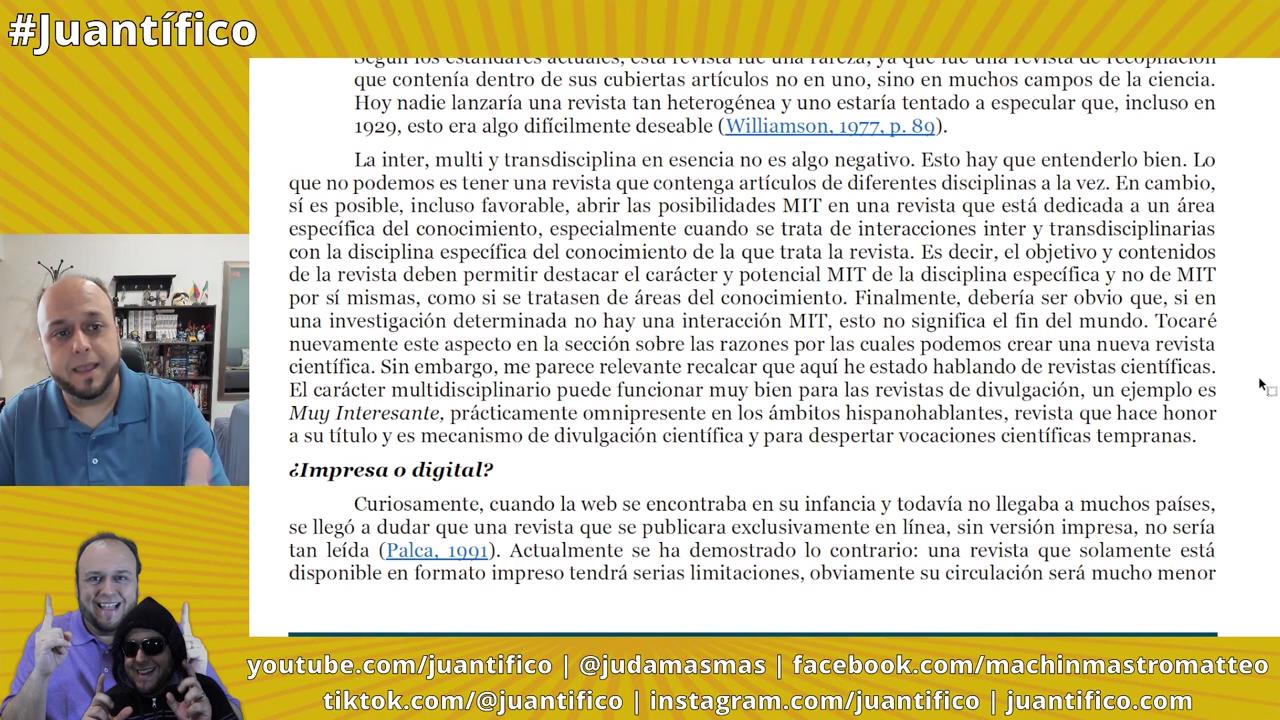 #Juantífico
Según los estándares actuales, esta revista fue una rareza, ya que fue una revista de recopilación
que contenía dentro de sus cubiertas artículos no en uno, sino en muchos campos de la ciencia.
Hoy nadie lanzaría una revista tan heterogénea y uno estaría tentado a especular que, incluso en
1929, esto era algo difícilmente deseable (Williamson, 1977, p. 89).
La inter, multi y transdisciplina en esencia no es algo negativo. Esto hay que entenderlo bien. Lo
que no podemos es tener una revista que contenga artículos de diferentes disciplinas a la vez. En cambio,
sí es posible, incluso favorable, abrir las posibilidades MIT en una revista que está dedicada a un área
específica del conocimiento, especialmente cuando se trata de interacciones inter y transdisciplinarias
con la disciplina específica del conocimiento de la que trata la revista. Es decir, el objetivo y contenidos
de la revista deben permitir destacar el carácter y potencial MIT de la disciplina específica y no de MIT
por sí mismas, como si se tratasen de áreas del conocimiento. Finalmente, debería ser obvio que, si en
una investigación determinada no hay una interacción MIT, esto no significa el fin del mundo. Tocaré
nuevamente este aspecto en la sección sobre las razones por las cuales podemos crear una nueva revista
científica. Sin embargo, me parece relevante recalcar que aquí he estado hablando de revistas científicas.
El carácter multidisciplinario puede funcionar muy bien para las revistas de divulgación, un ejemplo es
Muy Interesante, prácticamente omnipresente en los ámbitos hispanohablantes, revista que hace honor
a su título y es mecanismo de divulgación científica y para despertar vocaciones científicas tempranas.
¿Impresa o digital?
Curiosamente, cuando la web se encontraba en su infancia y todavía no llegaba a muchos países,
se llegó a dudar que una revista que se publicara exclusivamente en línea, sin versión impresa, no sería
tan leída (Palca, 1991). Actualmente se ha demostrado lo contrario: una revista que solamente está
disponible en formato impreso tendrá serias limitaciones, obviamente su circulación será mucho menor
youtube.com/juantifico | @judamasmas | facebook.com/machinmastromatteo
tiktok.com/@juantifico | instagram.com/juantifico | juantifico.com